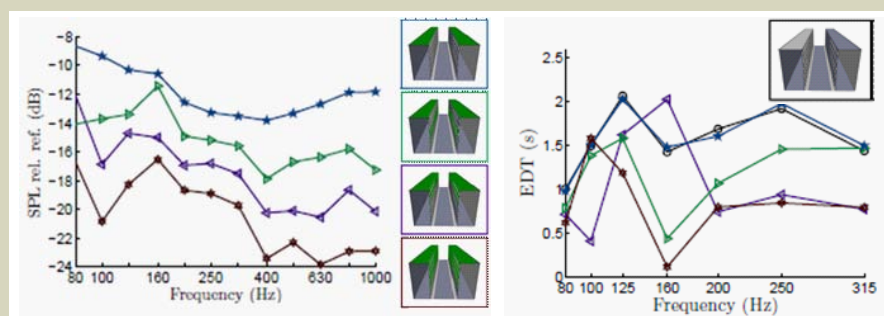 −8
−10
−12
−14
−16
−18
−20
−22
−24
SPL rel. ref. (dB)
80 100 160 250 400 630 1000
Frequency (Hz)
2.5
2
1.5
1
0.5
0
EDT (s)
80 100 125 160 200 250 315
Frequency (Hz)